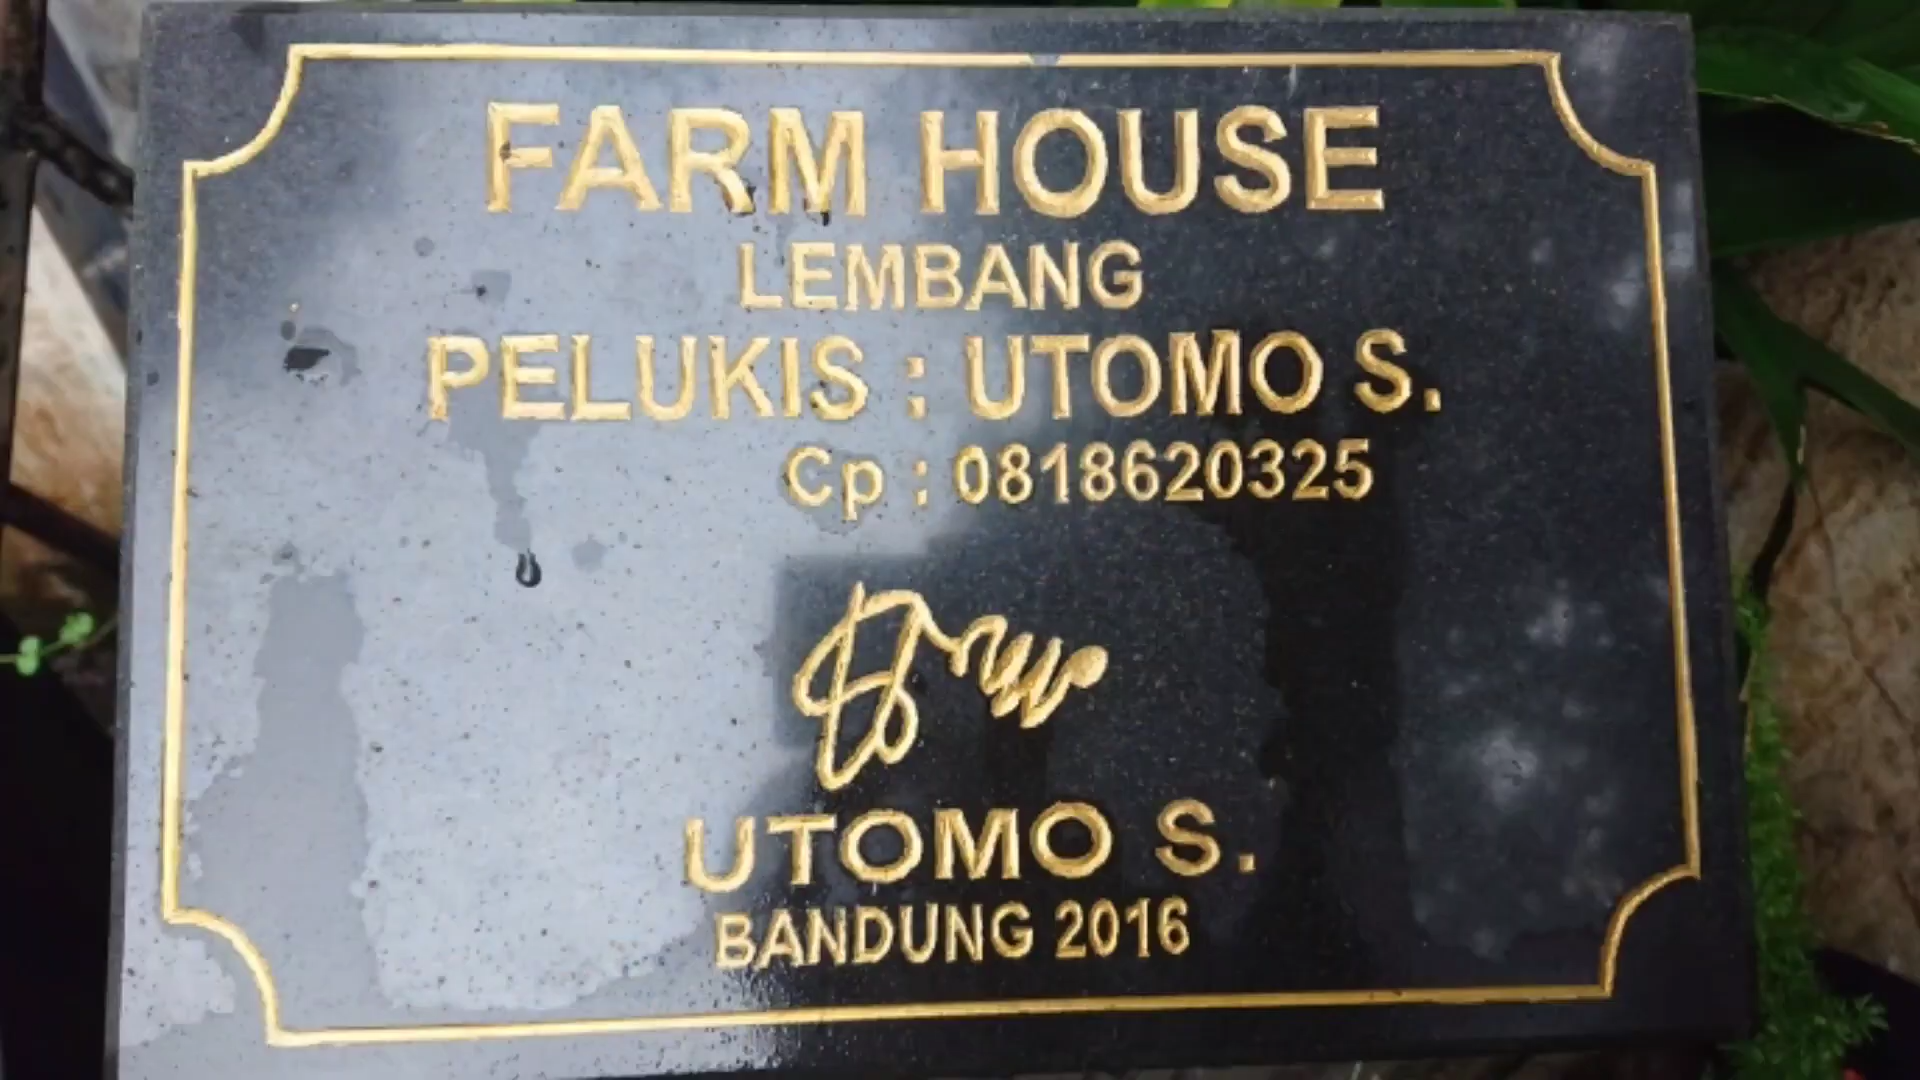 FARM HOUSE
LEMBANG
PELUKIS : UTOMO S.
Cp : 0818620325
UTOMO S.
BANDUNG 2016